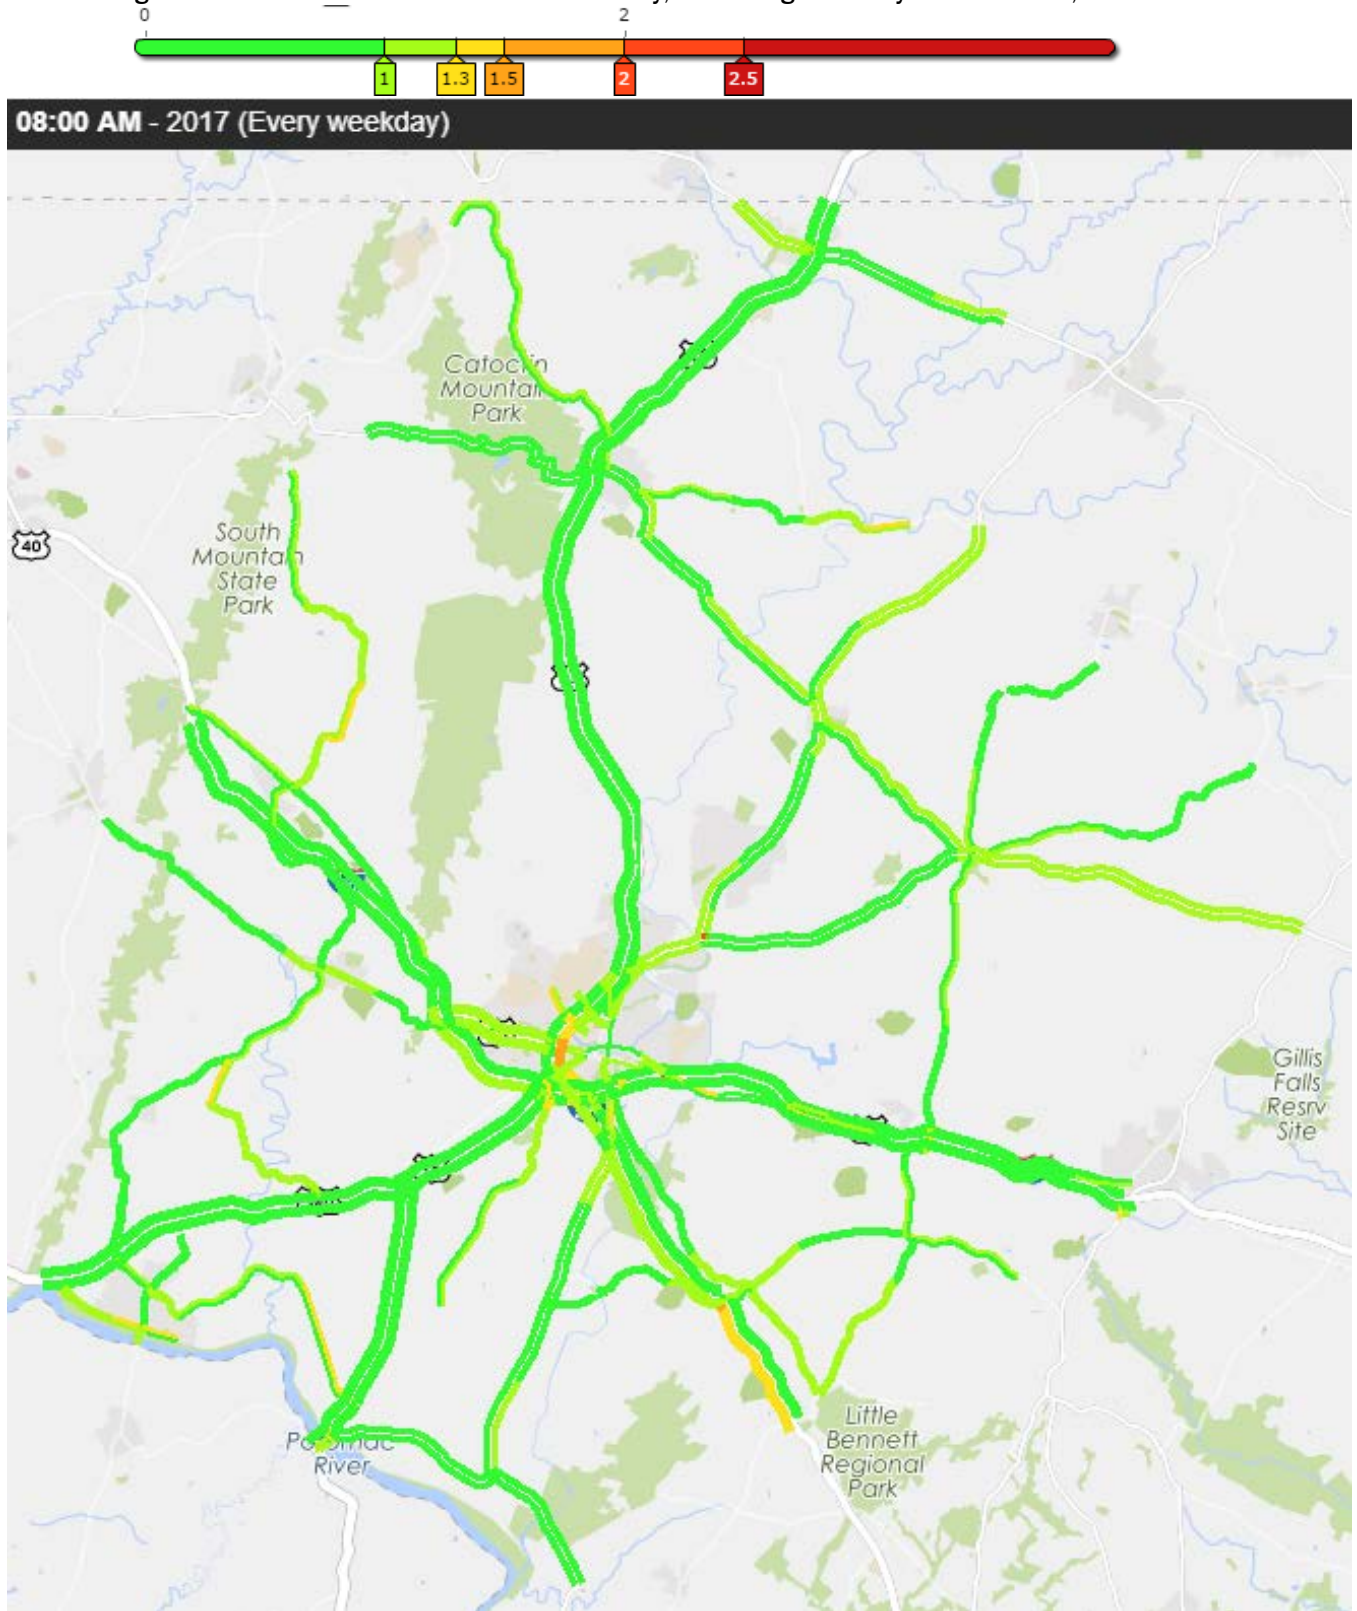 0 2
1 1.3 1.5 2 2.5
08:00 AM - 2017 (Every weekday)
Catoctin
Mountain
Park
South
Mountain
State
Park
40
Gillis
Falls
Resrv
Site
Little
Bennett
Regional
Park
Potomac
River